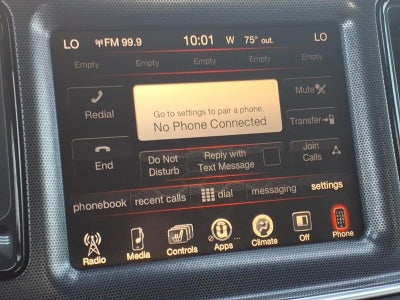 LO FM 99.9 10:01 W 75° out. LO
Empty Empty Empty Empty Empty
Redial
Go to settings to pair a phone.
No Phone Connected
Mute
Transfer
End
Do Not
Disturb
Reply with
Text Message
Join
Calls
phonebook recent calls dial messaging settings
Radio Media Controls Apps Climate Off Phone